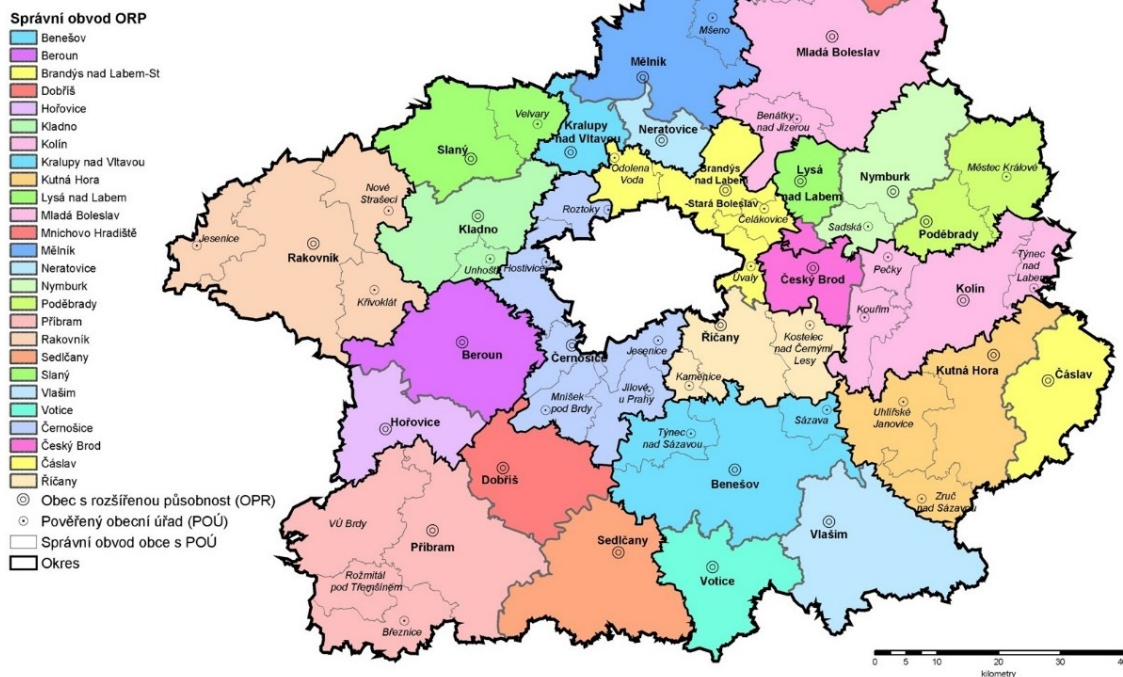 Správní obvod ORP
Benešov
Beroun
Brandýs nad Labem-St
Dobříš
Hořovice
Kladno
Kolín
Kralupy nad Vltavou
Kutná Hora
Lysá nad Labem
Mladá Boleslav
Mnichovo Hradiště
Mělník
Neratovice
Nymburk
Poděbrady
Příbram
Rakovník
Sedlčany
Slaný
Vlašim
Votice
Černošice
Český Brod
Čáslav
Říčany
Obec s rozšířenou působnost (OPR)
Pověřený obecní úřad (POÚ)
Správní obvod obce s POÚ
Okres
Mšeno
Mladá Boleslav
Mělník
Velvary
Kralupy
nad Vltavou
Neratovice
Benátky
nad Jizerou
Slaný
Odolena
Voda
Brandýs
nad Labem
-Stará Boleslav
Čelákovice
Lysá
nad Labem
Nymburk
Městec Králové
Sadská
Poděbrady
Nové
Strašecí
Jesenice
Rakovník
Křivoklát
Kladno
Unhošť
Roztoky
Hostivice
Úvaly
Český Brod
Pečky
Týnec
nad
Labem
Kolín
Kouřim
Beroun
Černošice
Jesenice
Říčany
Kostelec
nad Černými
Lesy
Kamenice
Jílové
u Prahy
Mníšek
pod Brdy
Kutná Hora
Čáslav
Uhlířské
Janovice
Hořovice
Týnec
nad Sázavou
Sázava
Dobříš
Benešov
Zruč
nad Sázavou
VÚ Brdy
Příbram
Sedlčany
Vlašim
Votice
Rožmitál
pod Třemšínem
Březnice
0 5 10 20 30 40
kilometry